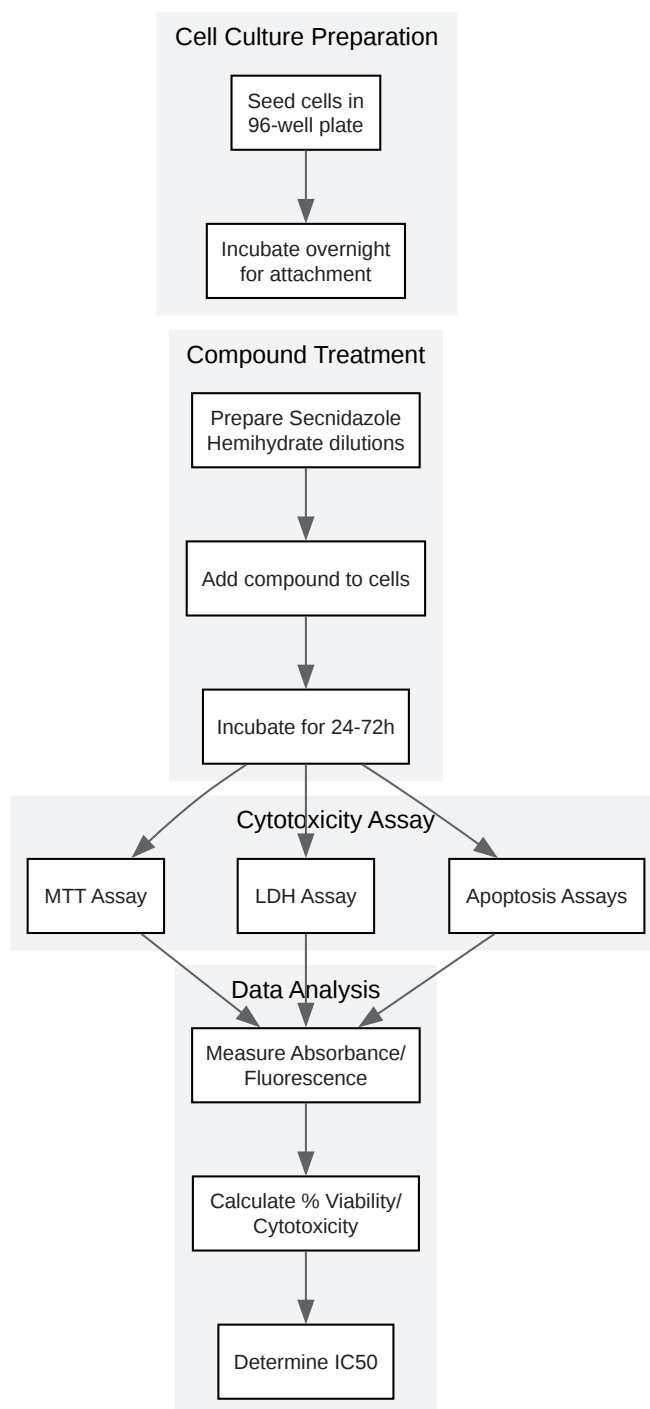 Cell Culture Preparation
Seed cells in
96-well plate
Incubate overnight
for attachment
Compound Treatment
Prepare Secnidazole
Hemihydrate dilutions
Add compound to cells
Incubate for 24-72h
Cytotoxicity Assay
MTT Assay
LDH Assay
Apoptosis Assays
Data Analysis
Measure Absorbance/
Fluorescence
Calculate % Viability/
Cytotoxicity
Determine IC50